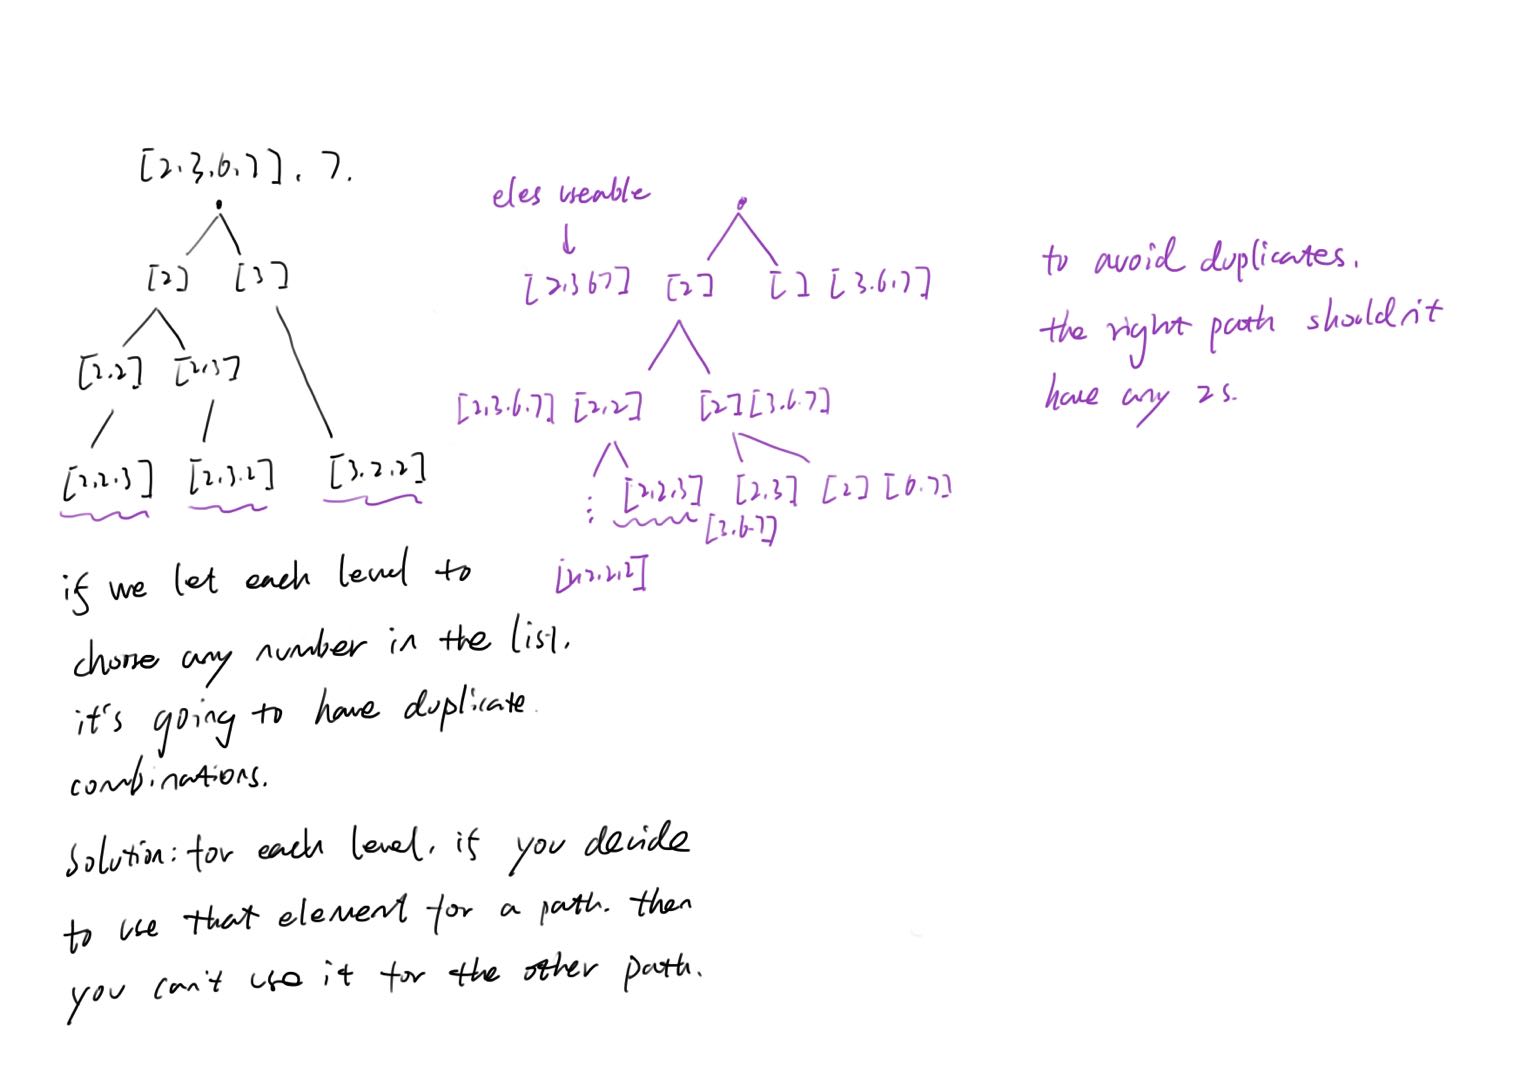 [2.3.6.7]. 7.
[2] [3]
[2.2] [2.3]
[2.2.3] [2.3.2] [3.2.2]
if we let each level to
choose any number in the list.
it's going to have duplicate
combinations.
Solution: for each level. if you decide
to use that element for a path. then
you can't use it for the other path.
eles useable
↓
[2.3 6 7] [2] [ ] [3.6.7]
[2.3.6.7] [2,2] [2] [3.6.7]
⋮ [2,2,3] [2.3] [2] [6.7]
[3.6.7]
[2,2.2,2]
to avoid duplicates.
the right path shouldn't
have any 2s.